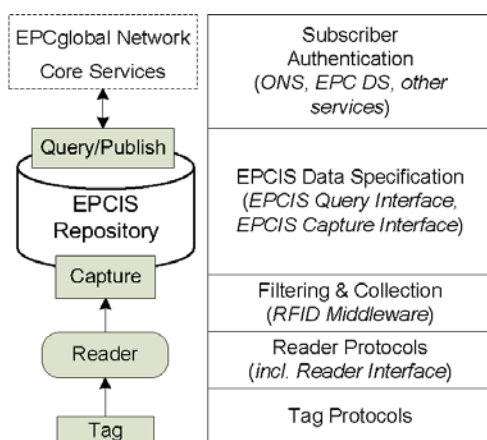 EPCglobal Network
Core Services
Query/Publish
EPCIS
Repository
Capture
Reader
Tag
Subscriber
Authentication
(ONS, EPC DS, other
services)
EPCIS Data Specification
(EPCIS Query Interface,
EPCIS Capture Interface)
Filtering & Collection
(RFID Middleware)
Reader Protocols
(incl. Reader Interface)
Tag Protocols